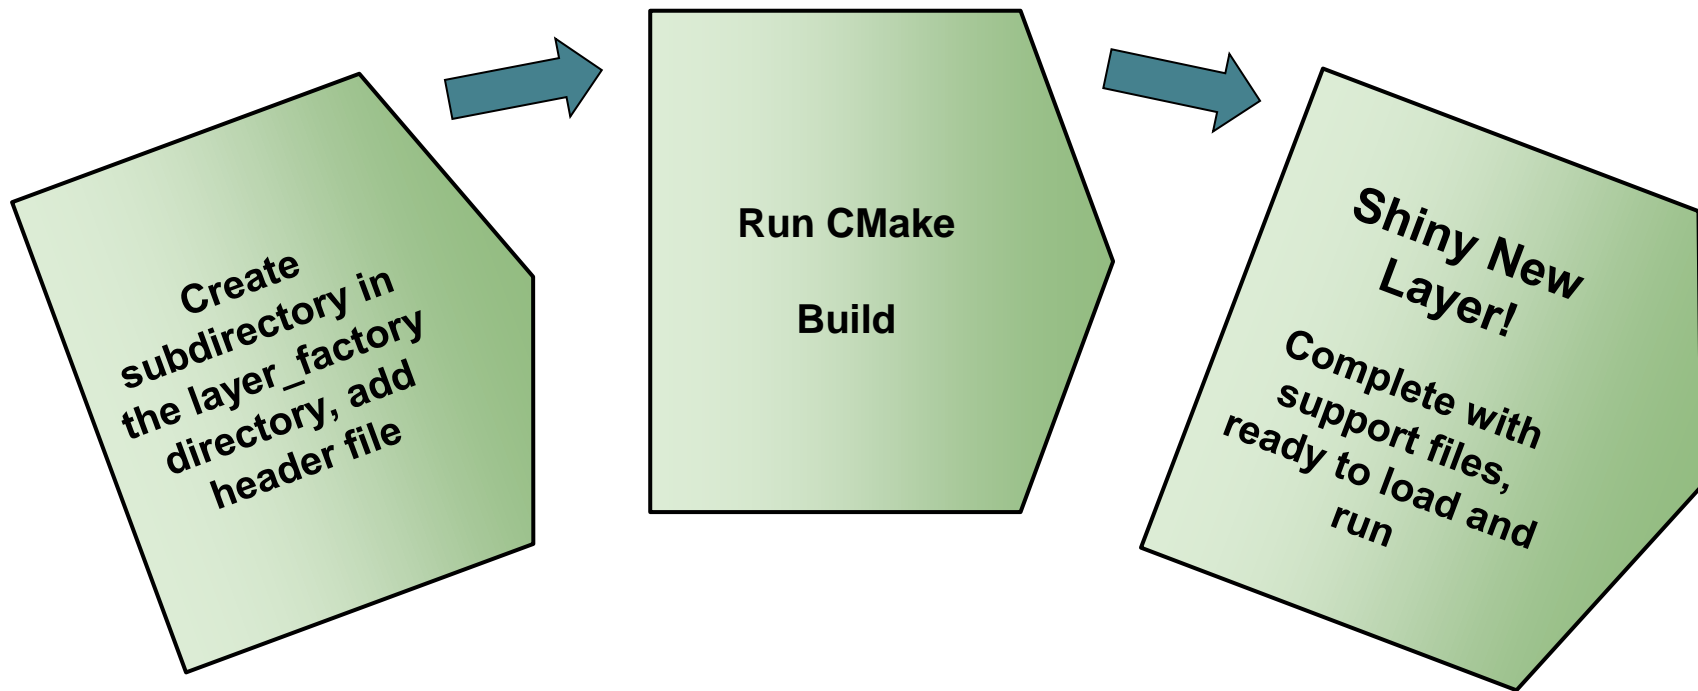 Create
subdirectory in
the layer_factory
directory, add
header file
Run CMake
Build
Shiny New
Layer!
Complete with
support files,
ready to load and
run